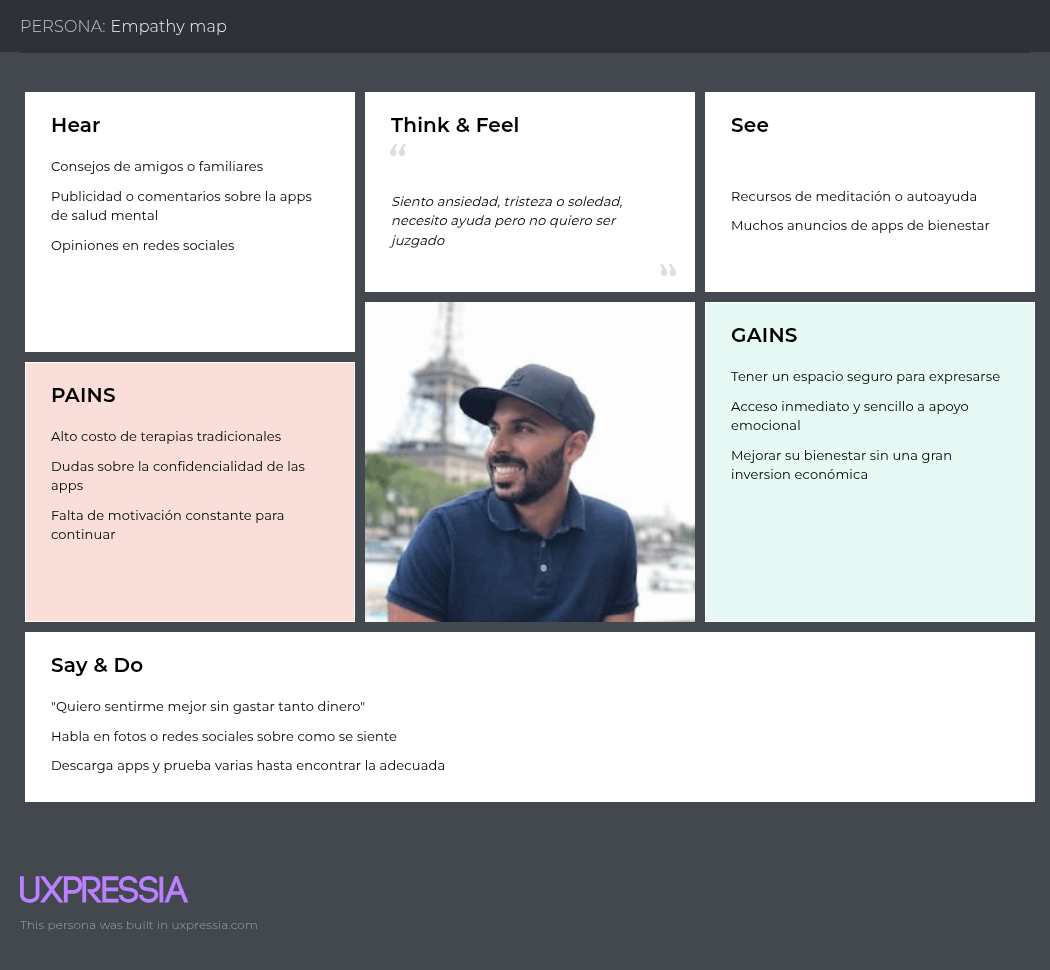 PERSONA: Empathy map
Hear
Consejos de amigos o familiares
Publicidad o comentarios sobre la apps
de salud mental
Opiniones en redes sociales
Think & Feel
“
Siento ansiedad, tristeza o soledad,
necesito ayuda pero no quiero ser
juzgado
”
See
Recursos de meditación o autoayuda
Muchos anuncios de apps de bienestar
PAINS
Alto costo de terapias tradicionales
Dudas sobre la confidencialidad de las
apps
Falta de motivación constante para
continuar
GAINS
Tener un espacio seguro para expresarse
Acceso inmediato y sencillo a apoyo
emocional
Mejorar su bienestar sin una gran
inversion económica
Say & Do
"Quiero sentirme mejor sin gastar tanto dinero"
Habla en fotos o redes sociales sobre como se siente
Descarga apps y prueba varias hasta encontrar la adecuada
UXPRESSIA
This persona was built in uxpressia.com